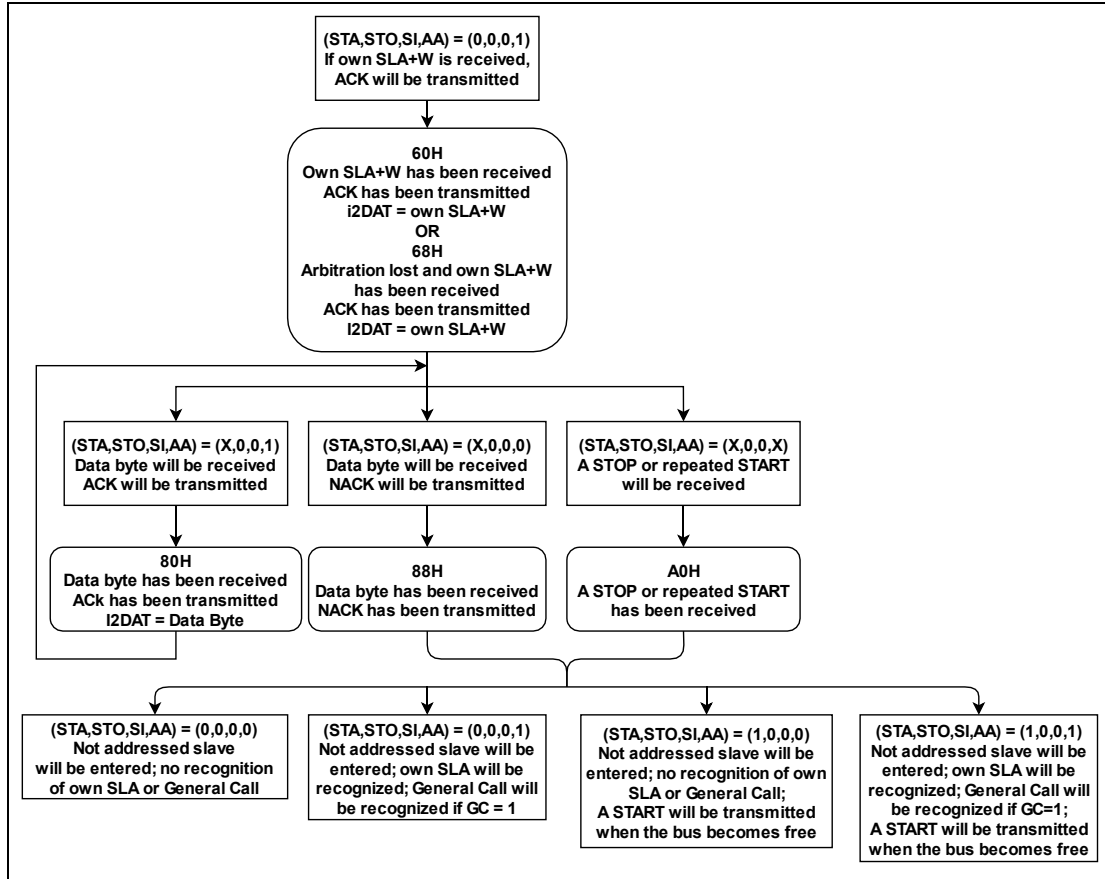 (STA,STO,SI,AA) = (0,0,0,1)
If own SLA+W is received,
ACK will be transmitted
60H
Own SLA+W has been received
ACK has been transmitted
i2DAT = own SLA+W
OR
68H
Arbitration lost and own SLA+W
has been received
ACK has been transmitted
I2DAT = own SLA+W
(STA,STO,SI,AA) = (X,0,0,1)
Data byte will be received
ACK will be transmitted
(STA,STO,SI,AA) = (X,0,0,0)
Data byte will be received
NACK will be transmitted
(STA,STO,SI,AA) = (X,0,0,X)
A STOP or repeated START
will be received
80H
Data byte has been received
ACk has been transmitted
I2DAT = Data Byte
88H
Data byte has been received
NACK has been transmitted
A0H
A STOP or repeated START
has been received
(STA,STO,SI,AA) = (0,0,0,0)
Not addressed slave
will be entered; no recognition
of own SLA or General Call
(STA,STO,SI,AA) = (0,0,0,1)
Not addressed slave will be
entered; own SLA will be
recognized; General Call will
be recognized if GC = 1
(STA,STO,SI,AA) = (1,0,0,0)
Not addressed slave will be
entered; no recognition of own
SLA or General Call;
A START will be transmitted
when the bus becomes free
(STA,STO,SI,AA) = (1,0,0,1)
Not addressed slave will be
entered; own SLA will be
recognized; General Call will
be recognized if GC=1;
A START will be transmitted
when the bus becomes free